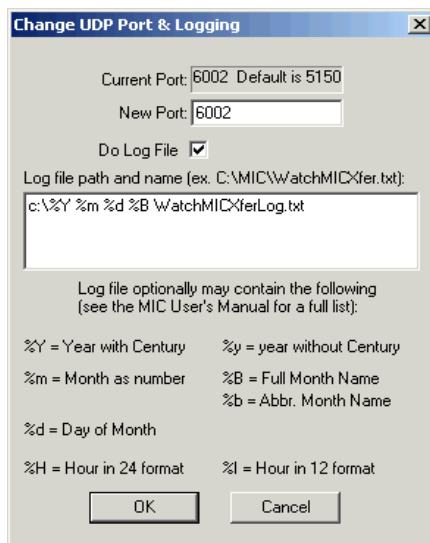 Change UDP Port & Logging
Current Port: 6002 Default is 5150
New Port: 6002
Do Log File
Log file path and name (ex. C:\MIC\WatchMICXfer.txt):
c:\%Y %m %d %B WatchMICXferLog.txt
Log file optionally may contain the following
(see the MIC User's Manual for a full list):
%Y = Year with Century %y = year without Century
%m = Month as number %B = Full Month Name
%b = Abbr. Month Name
%d = Day of Month
%H = Hour in 24 format %I = Hour in 12 format
OK Cancel